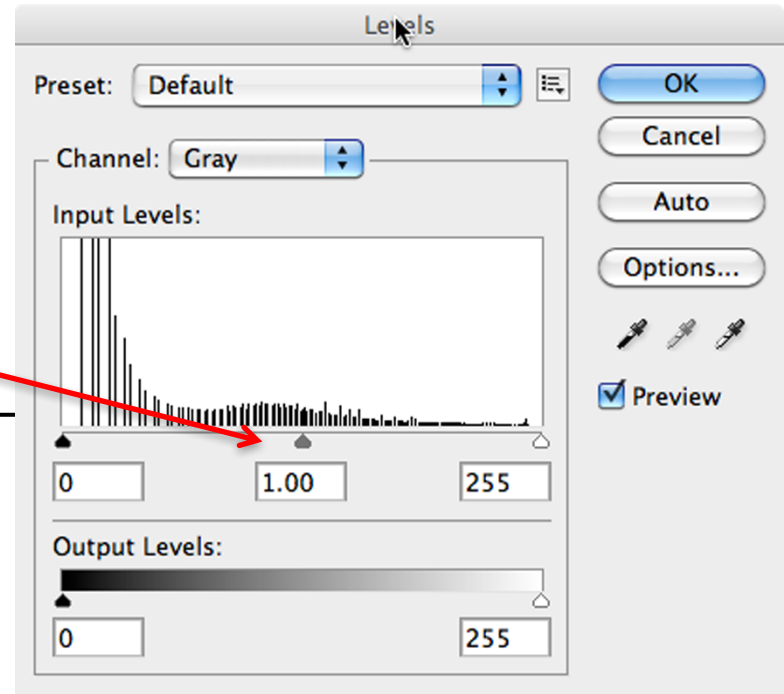 Levels
Preset: Default
OK
Cancel
Channel: Gray
Auto
Input Levels:
Options...
Preview
0 1.00 255
Output Levels:
0 255